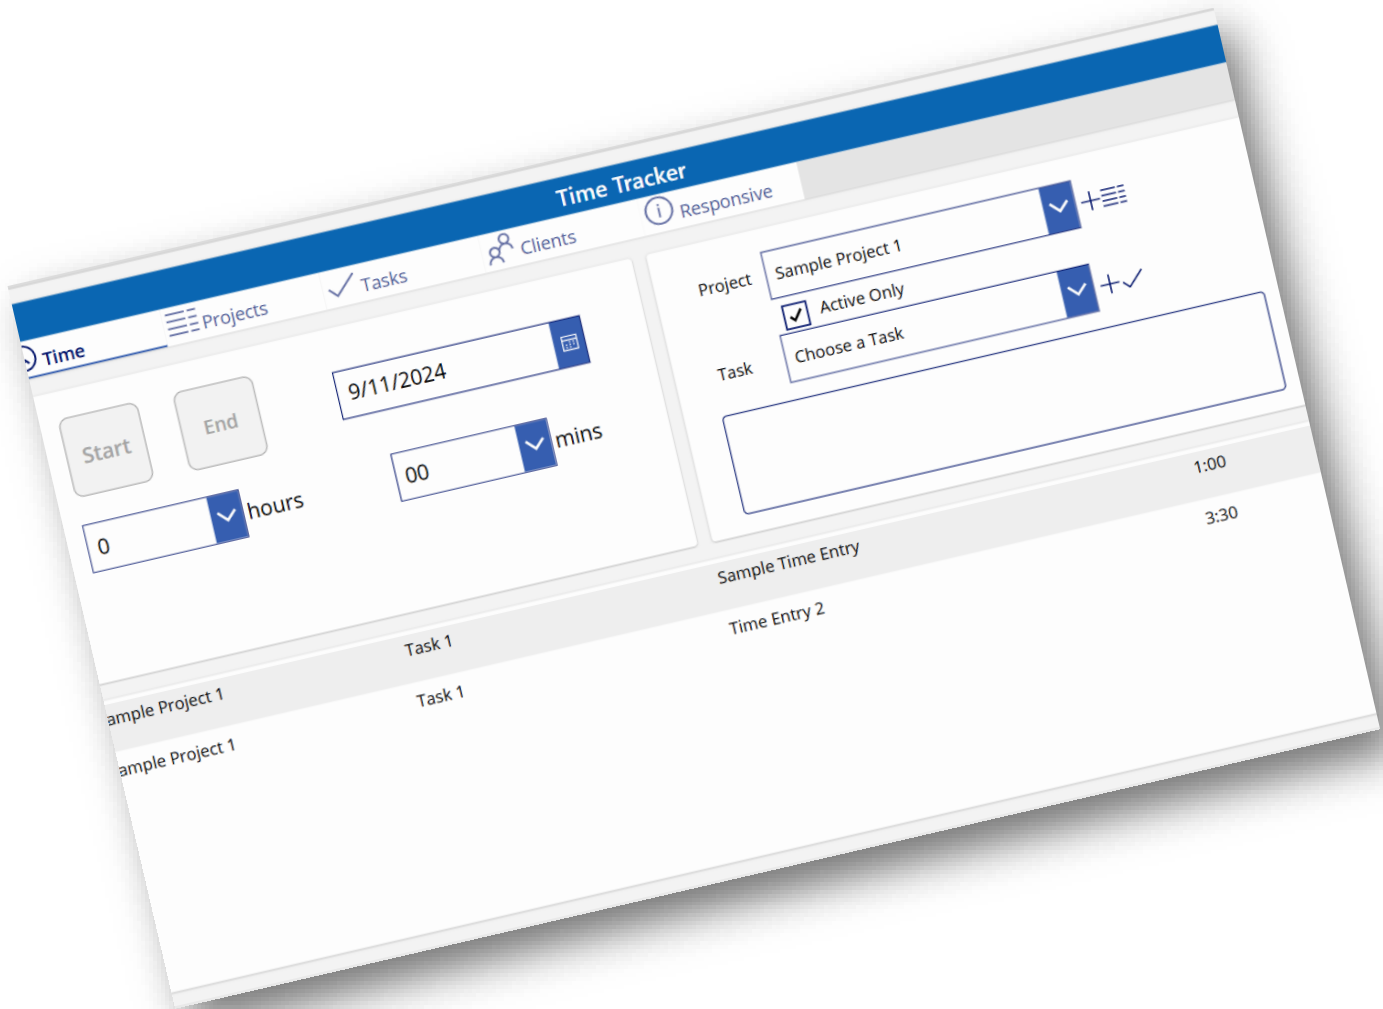 Time Tracker
Time
Projects
Tasks
Clients
Responsive
Start
End
9/11/2024
0
hours
00
mins
Project
Sample Project 1
Active Only
Task
Choose a Task
ample Project 1
Task 1
Sample Time Entry
1:00
ample Project 1
Task 1
Time Entry 2
3:30